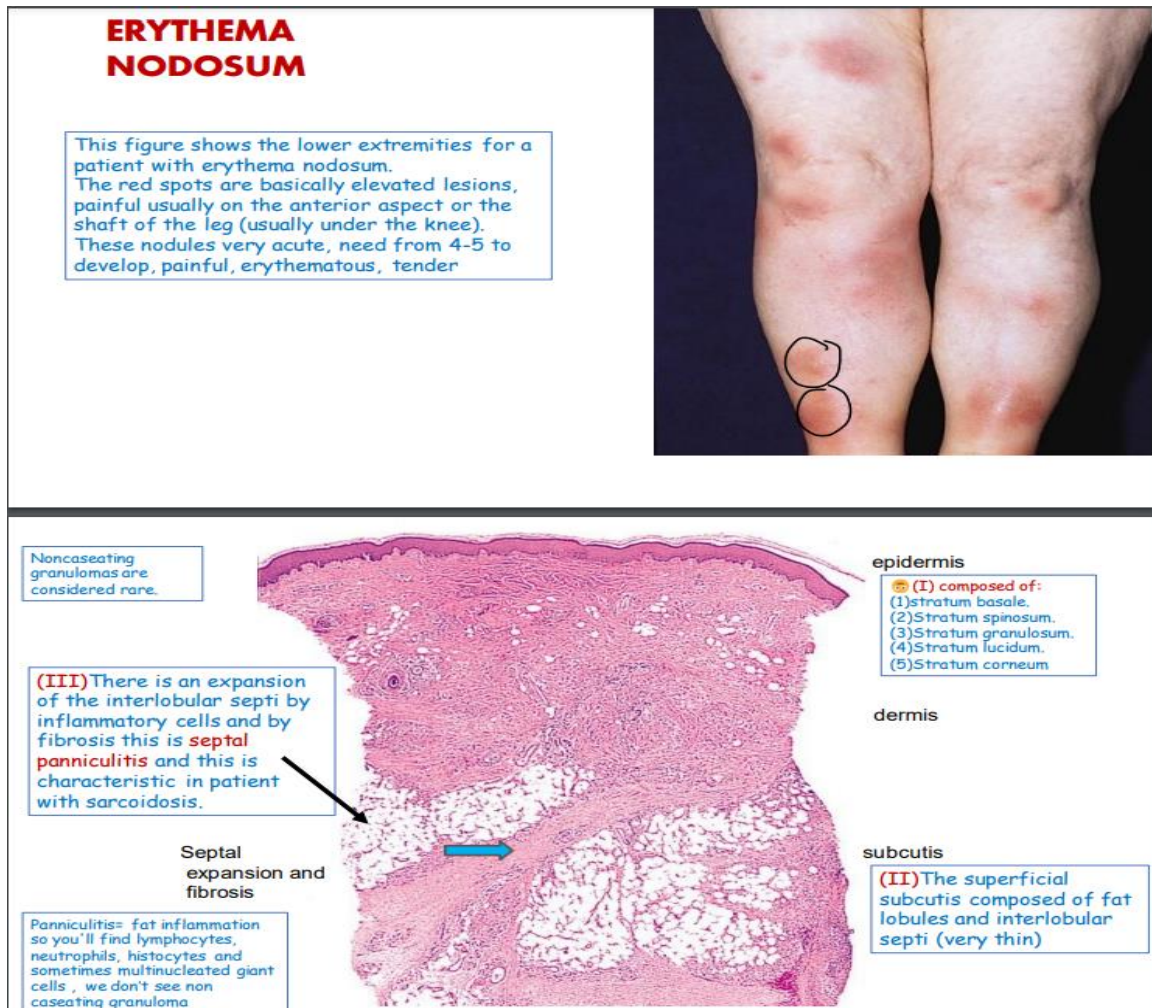 ERYTHEMA
NODOSUM
This figure shows the lower extremities for a
patient with erythema nodosum.
The red spots are basically elevated lesions,
painful usually on the anterior aspect or the
shaft of the leg (usually under the knee).
These nodules very acute, need from 4-5 to
develop, painful, erythematous, tender
Noncaseating
granulomas are
considered rare.
(III)There is an expansion
of the interlobular septi by
inflammatory cells and by
fibrosis this is septal
panniculitis and this is
characteristic in patient
with sarcoidosis.
Septal
expansion and
fibrosis
Panniculitis= fat inflammation
so you'll find lymphocytes,
neutrophils, histocytes and
sometimes multinucleated giant
cells , we don't see non
caseating granuloma
epidermis
🙃 (I) composed of:
(1)stratum basale.
(2)Stratum spinosum.
(3)Stratum granulosum.
(4)Stratum lucidum.
(5)Stratum corneum
dermis
subcutis
(II)The superficial
subcutis composed of fat
lobules and interlobular
septi (very thin)